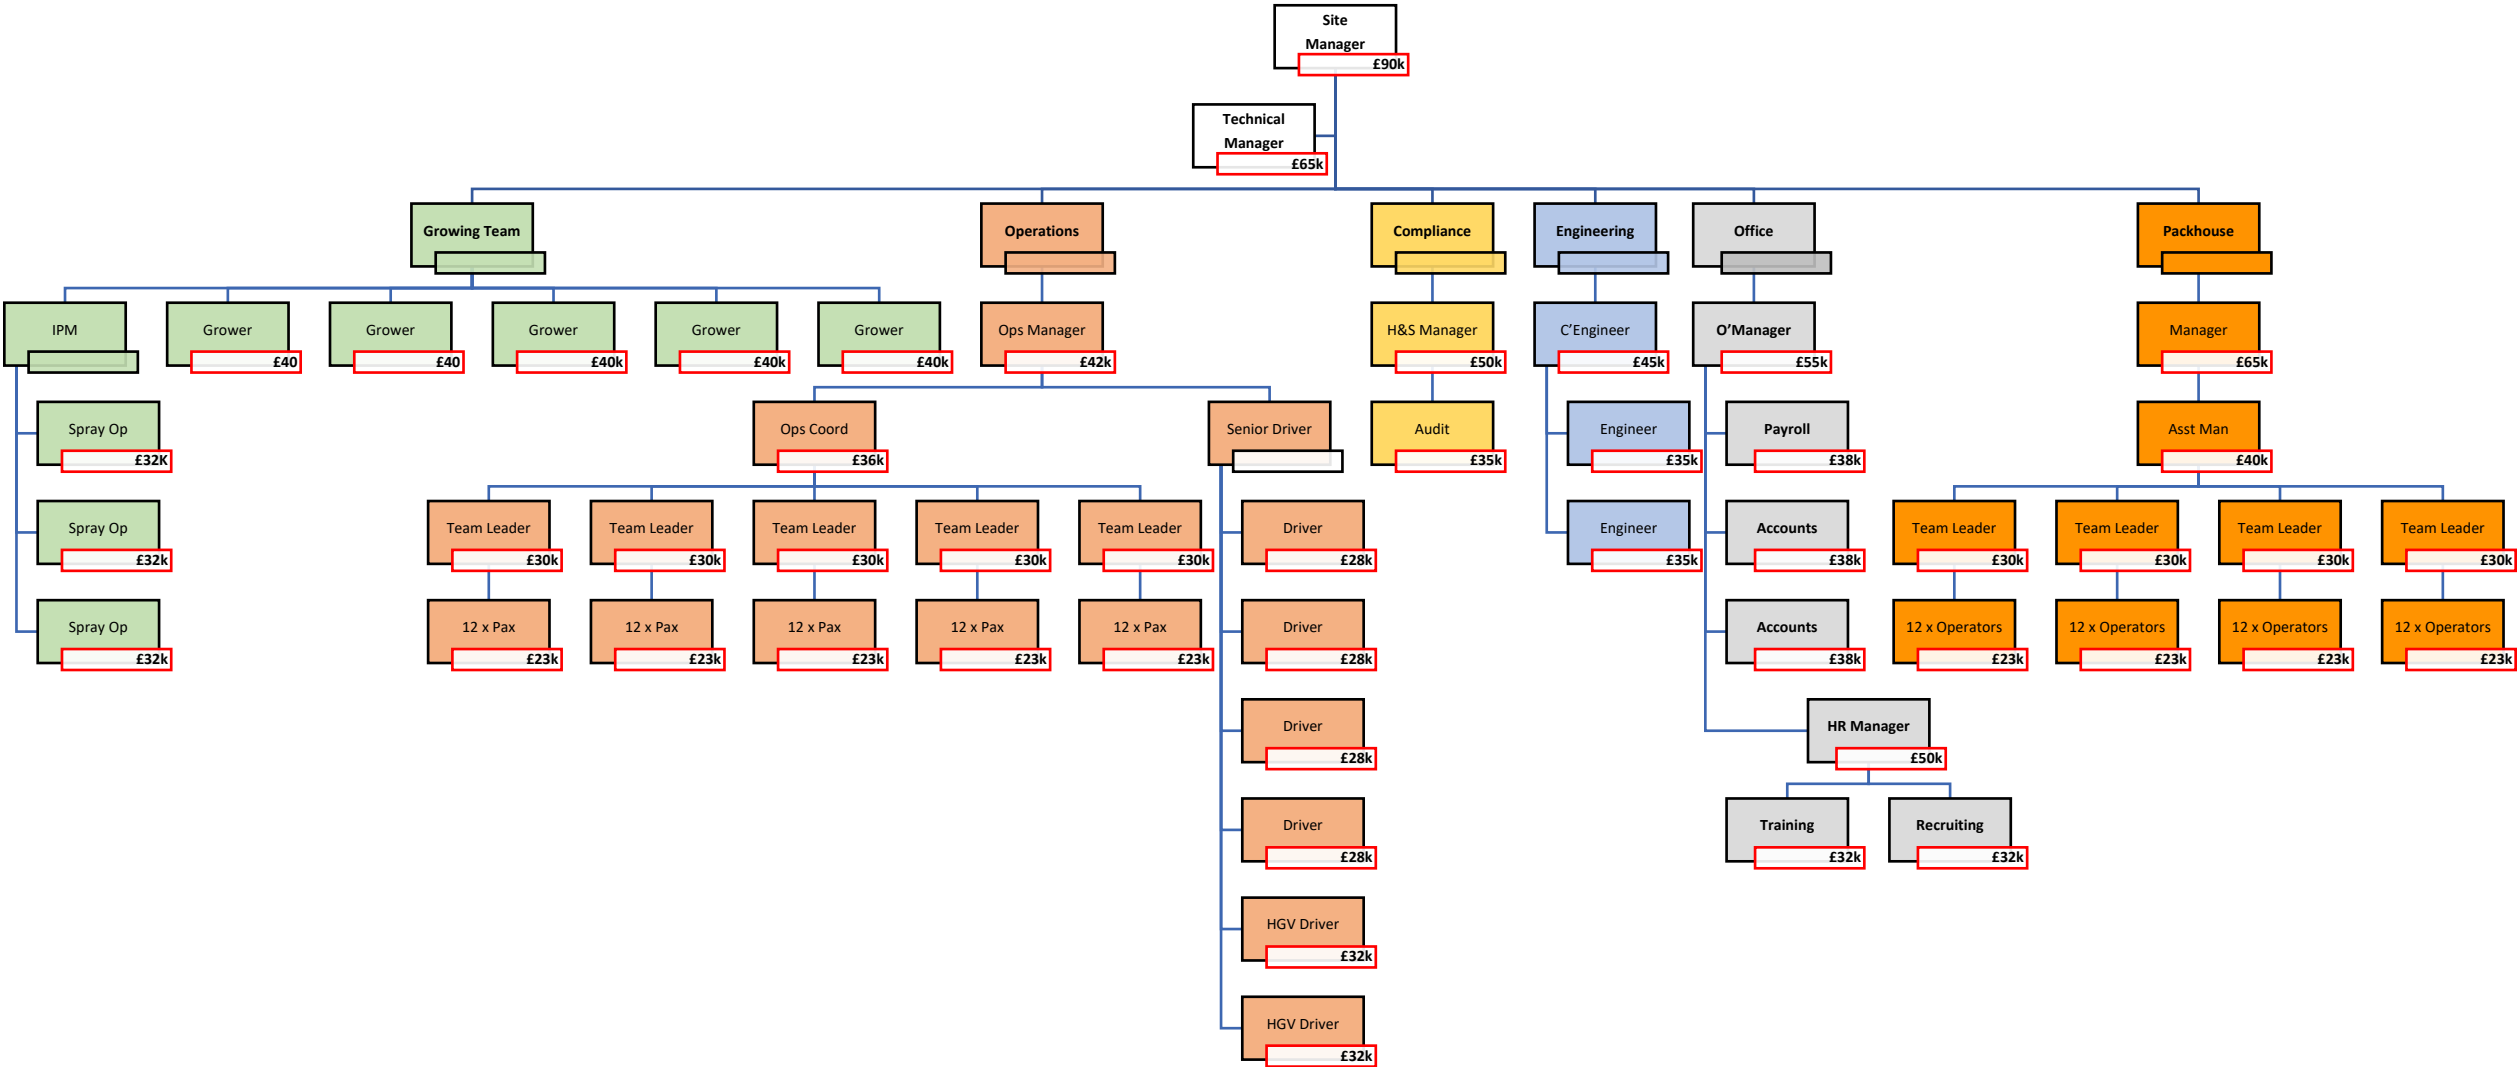 Site
Manager
£90k
Technical
Manager
£65k
Growing Team
Operations
Compliance
Engineering
Office
Packhouse
IPM
Grower
£40
Grower
£40
Grower
£40k
Grower
£40k
Grower
£40k
Ops Manager
£42k
H&S Manager
£50k
C’Engineer
£45k
O’Manager
£55k
Manager
£65k
Spray Op
£32K
Ops Coord
£36k
Senior Driver
Audit
£35k
Engineer
£35k
Payroll
£38k
Asst Man
£40k
Spray Op
£32k
Team Leader
£30k
Team Leader
£30k
Team Leader
£30k
Team Leader
£30k
Team Leader
£30k
Driver
£28k
Engineer
£35k
Accounts
£38k
Team Leader
£30k
Team Leader
£30k
Team Leader
£30k
Team Leader
£30k
Spray Op
£32k
12 x Pax
£23k
12 x Pax
£23k
12 x Pax
£23k
12 x Pax
£23k
12 x Pax
£23k
Driver
£28k
Accounts
£38k
12 x Operators
£23k
12 x Operators
£23k
12 x Operators
£23k
12 x Operators
£23k
Driver
£28k
HR Manager
£50k
Driver
£28k
Training
£32k
Recruiting
£32k
HGV Driver
£32k
HGV Driver
£32k